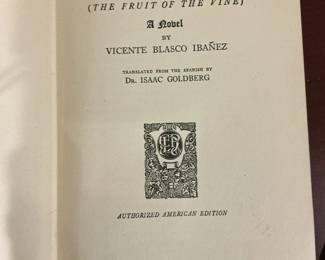 (THE FRUIT OF THE VINE)
A Novel
BY
VICENTE BLASCO IBAÑEZ
TRANSLATED FROM THE SPANISH BY
DR. ISAAC GOLDBERG
AUTHORIZED AMERICAN EDITION